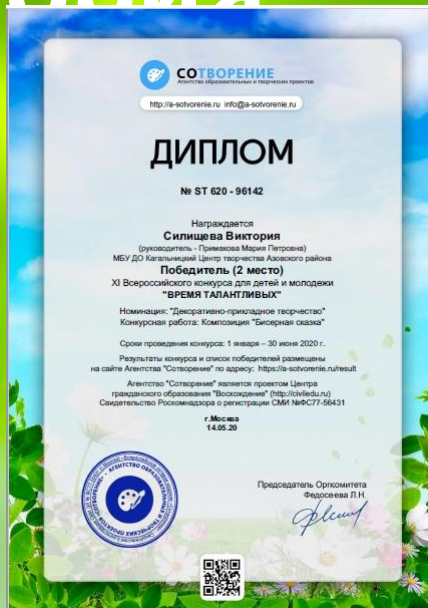 СОТВОРЕНИЕ
Агентство образовательных и творческих проектов
http://a-sotvorenie.ru info@a-sotvorenie.ru
ДИПЛОМ
№ ST 620 - 96142
Награждается
Силищева Виктория
(руководитель - Примакова Мария Петровна)
МБУ ДО Кагальницкий Центр творчества Азовского района
Победитель (2 место)
XI Всероссийского конкурса для детей и молодежи
"ВРЕМЯ ТАЛАНТЛИВЫХ"
Номинация: "Декоративно-прикладное творчество"
Конкурсная работа: Композиция "Бисерная сказка"
Сроки проведения конкурса: 1 января – 30 июня 2020 г.
Результаты конкурса и список победителей размещены
на сайте Агентства "Сотворение" по адресу: https://a-sotvorenie.ru/result
Агентство "Сотворение" является проектом Центра
гражданского образования "Восхождение" (http://civiledu.ru)
Свидетельство Роскомнадзора о регистрации СМИ №ФС77-56431
г.Москва
14.05.20
Председатель Оргкомитета
Федосеева Л.Н.